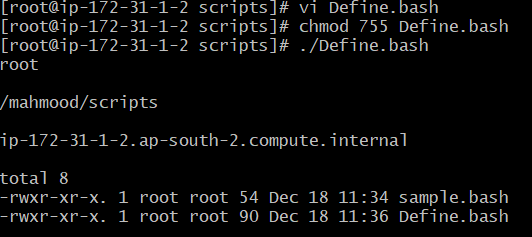 [root@ip-172-31-1-2 scripts]# vi Define.bash
[root@ip-172-31-1-2 scripts]# chmod 755 Define.bash
[root@ip-172-31-1-2 scripts]# ./Define.bash
root
/mahmood/scripts
ip-172-31-1-2.ap-south-2.compute.internal
total 8
-rwxr-xr-x. 1 root root 54 Dec 18 11:34 sample.bash
-rwxr-xr-x. 1 root root 90 Dec 18 11:36 Define.bash